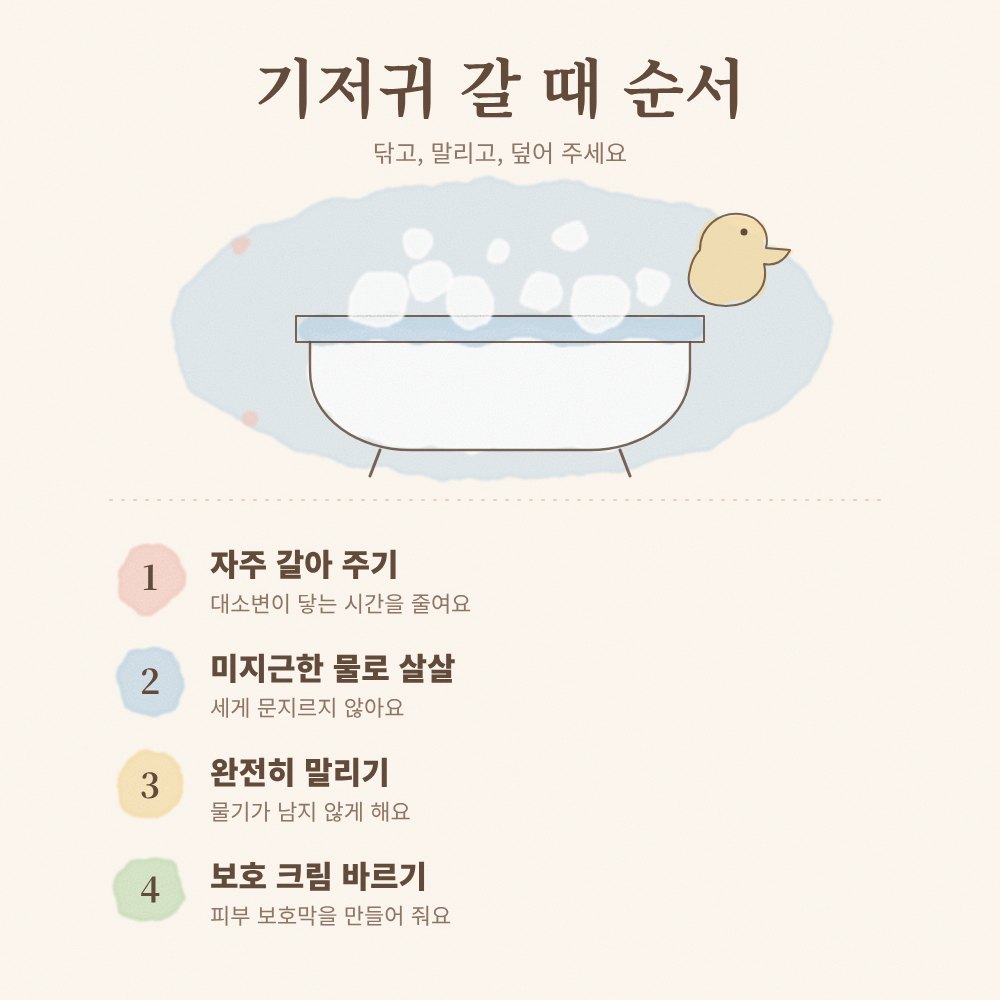 기저귀 갈 때 순서
닦고, 말리고, 덮어 주세요
1
자주 갈아 주기
대소변이 닿는 시간을 줄여요
2
미지근한 물로 살살
세게 문지르지 않아요
3
완전히 말리기
물기가 남지 않게 해요
4
보호 크림 바르기
피부 보호막을 만들어 줘요